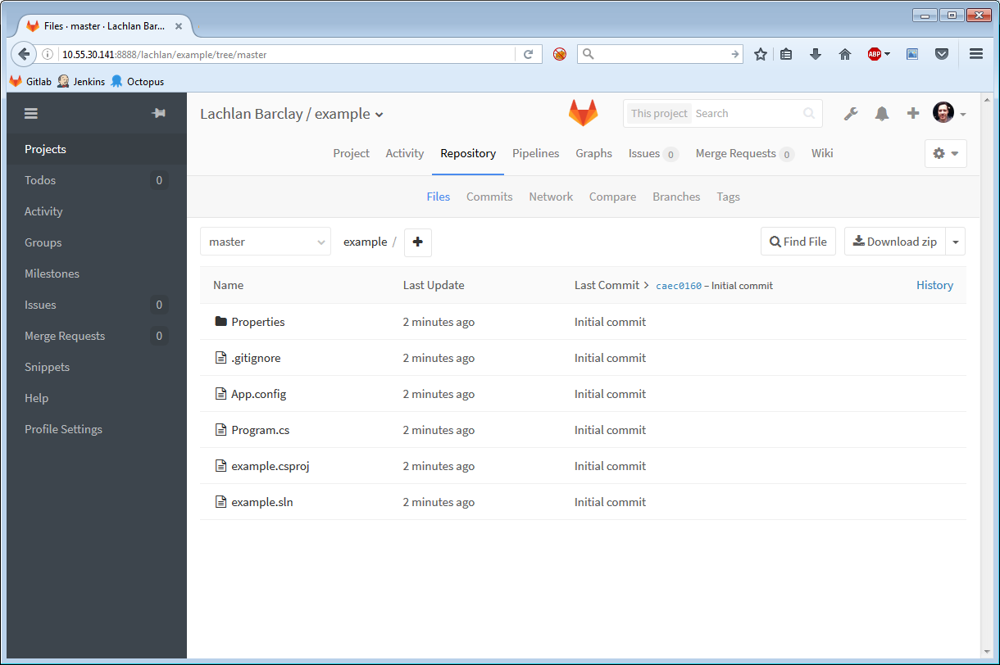 Files · master · Lachlan Bar...
10.55.30.141:8888/lachlan/example/tree/master
ABP
Gitlab Jenkins Octopus
Lachlan Barclay / example
This project Search
Project Activity Repository Pipelines Graphs Issues 0 Merge Requests 0 Wiki
Files Commits Network Compare Branches Tags
Projects
Todos 0
Activity
Groups
Milestones
Issues 0
Merge Requests 0
Snippets
Help
Profile Settings
master example / Find File Download zip
Name Last Update Last Commit > caec0160 – Initial commit History
Properties 2 minutes ago Initial commit
.gitignore 2 minutes ago Initial commit
App.config 2 minutes ago Initial commit
Program.cs 2 minutes ago Initial commit
example.csproj 2 minutes ago Initial commit
example.sln 2 minutes ago Initial commit